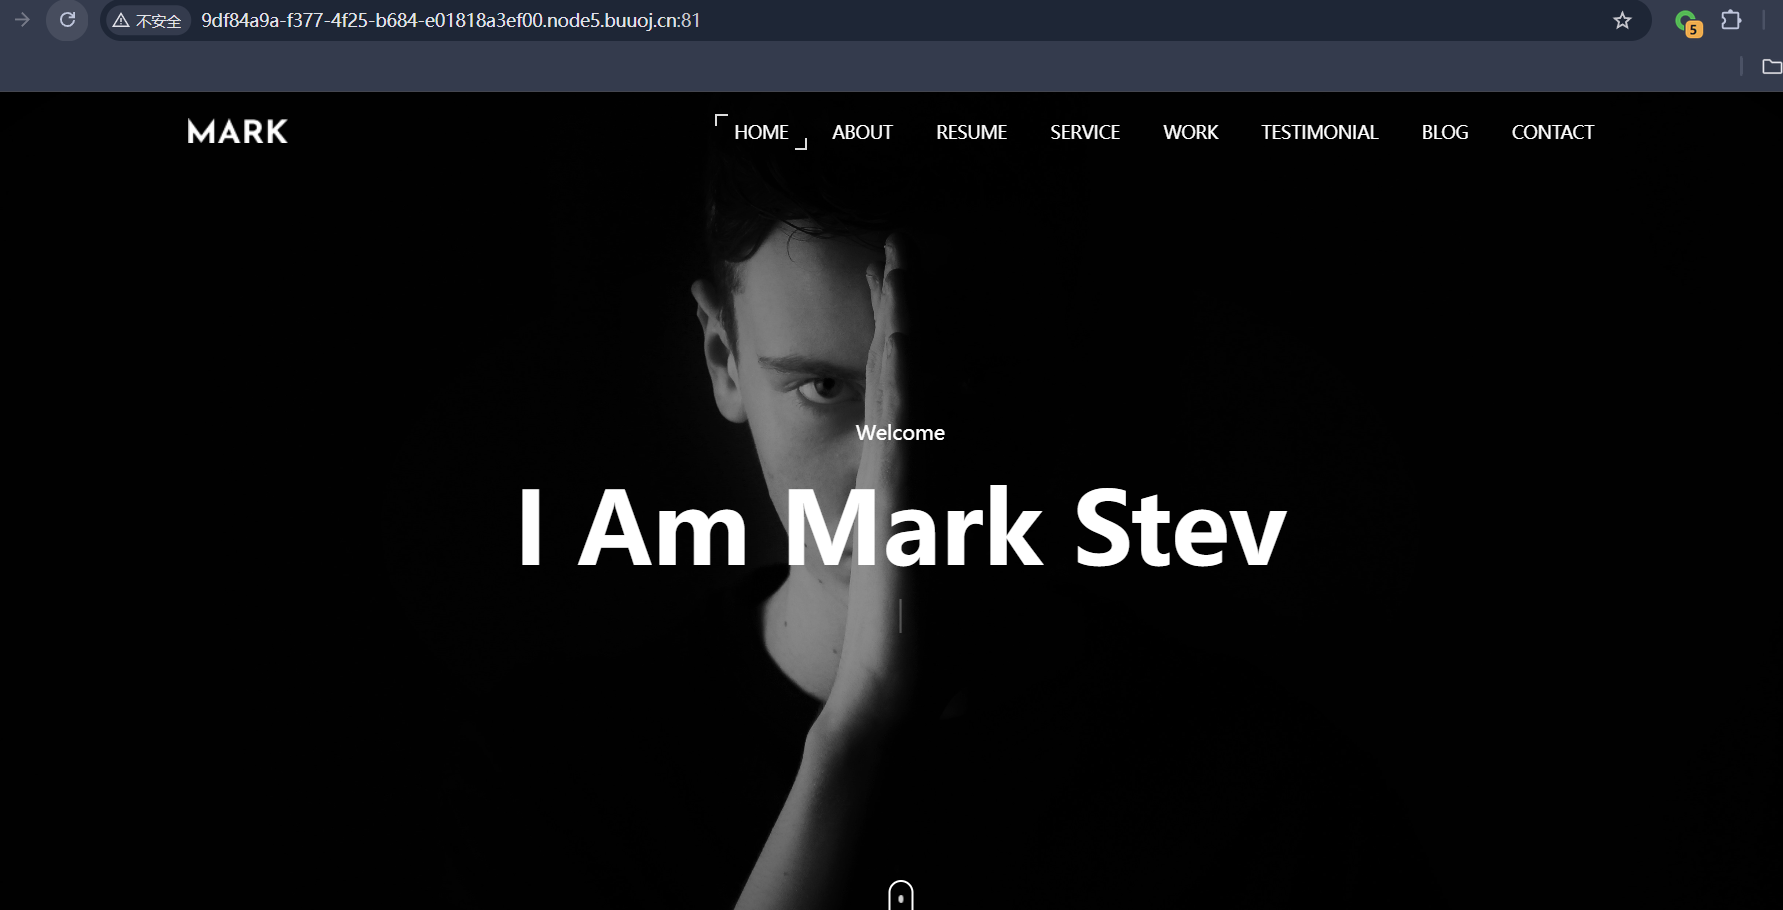 不安全 9df84a9a-f377-4f25-b684-e01818a3ef00.node5.buuoj.cn:81
5
MARK HOME ABOUT RESUME SERVICE WORK TESTIMONIAL BLOG CONTACT
Welcome
I Am Mark Stev